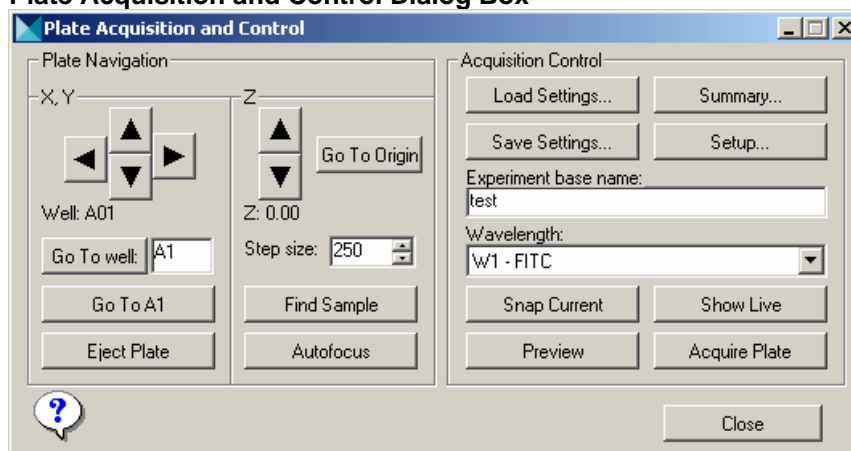 Plate Acquisition and Control Dialog Box
Plate Acquisition and Control
Plate Navigation
X, Y
Well: A01
Go To well: A1
Go To A1
Eject Plate
Z
Go To Origin
Z: 0.00
Step size: 250
Find Sample
Autofocus
Acquisition Control
Load Settings... Summary...
Save Settings... Setup...
Experiment base name:
test
Wavelength:
W1 - FITC
Snap Current Show Live
Preview Acquire Plate
?
Close